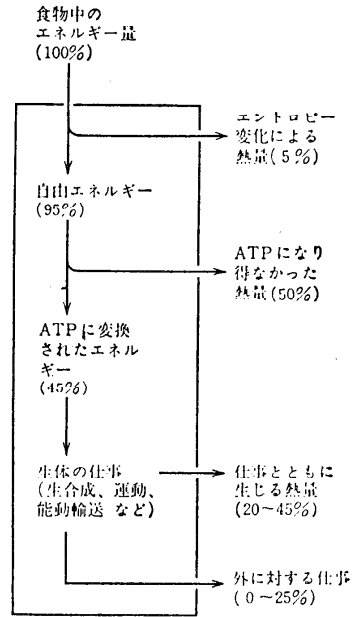 食物中の
エネルギー量
(100%)
エントロピー
変化による
熱量(5%)
自由エネルギー
(95%)
ATPになり
得なかった
熱量(50%)
ATPに変換
されたエネル
ギー
(45%)
生体の仕事
(生合成、運動、
能動輸送 など)
仕事とともに
生じる熱量
(20〜45%)
外に対する仕事
(0〜25%)